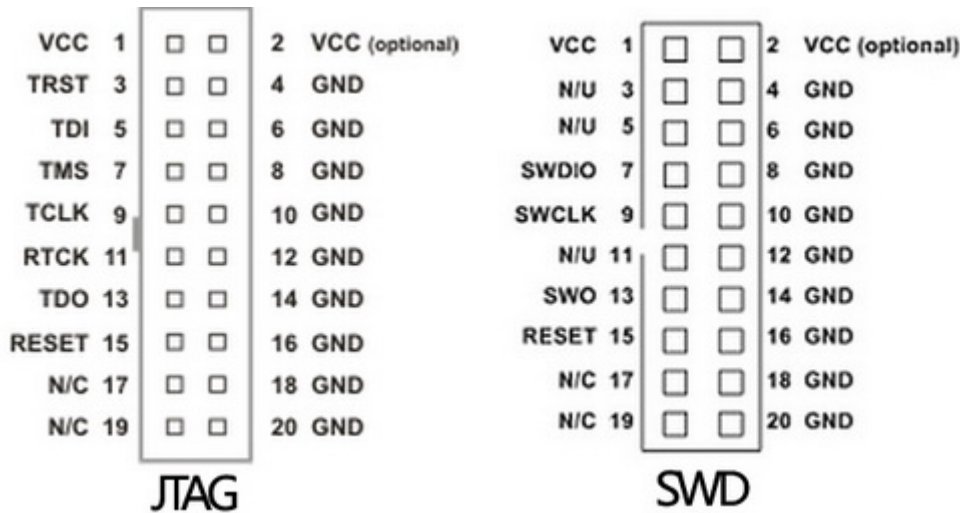 VCC 1 2 VCC (optional)
TRST 3 4 GND
TDI 5 6 GND
TMS 7 8 GND
TCLK 9 10 GND
RTCK 11 12 GND
TDO 13 14 GND
RESET 15 16 GND
N/C 17 18 GND
N/C 19 20 GND
JTAG
VCC 1 2 VCC (optional)
N/U 3 4 GND
N/U 5 6 GND
SWDIO 7 8 GND
SWCLK 9 10 GND
N/U 11 12 GND
SWO 13 14 GND
RESET 15 16 GND
N/C 17 18 GND
N/C 19 20 GND
SWD